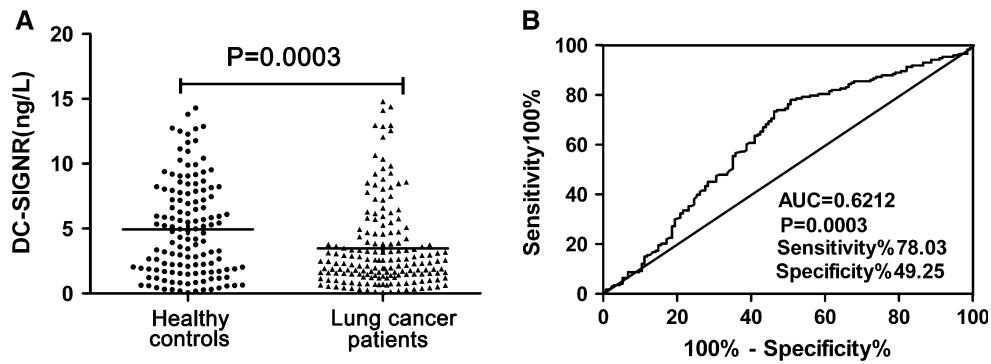 A
DC-SIGNR(ng/L)
20
15
10
5
0
P=0.0003
Healthy
controls
Lung cancer
patients
B
Sensitivity100%
100
80
60
40
20
0
AUC=0.6212
P=0.0003
Sensitivity%78.03
Specificity%49.25
0 20 40 60 80 100
100% - Specificity%